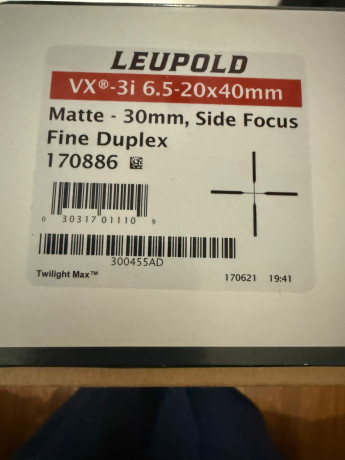 LEUPOLD
VX®-3i 6.5-20x40mm
Matte - 30mm, Side Focus
Fine Duplex
170886
0 30317 01110 9
300455AD
Twilight Max™ 170621 19:41